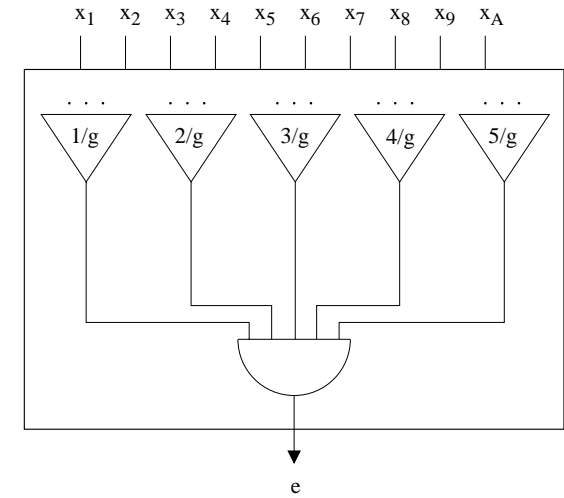 x1 x2 x3 x4 x5 x6 x7 x8 x9 xA
. . . . . . . . . . . . . . .
1/g 2/g 3/g 4/g 5/g
e